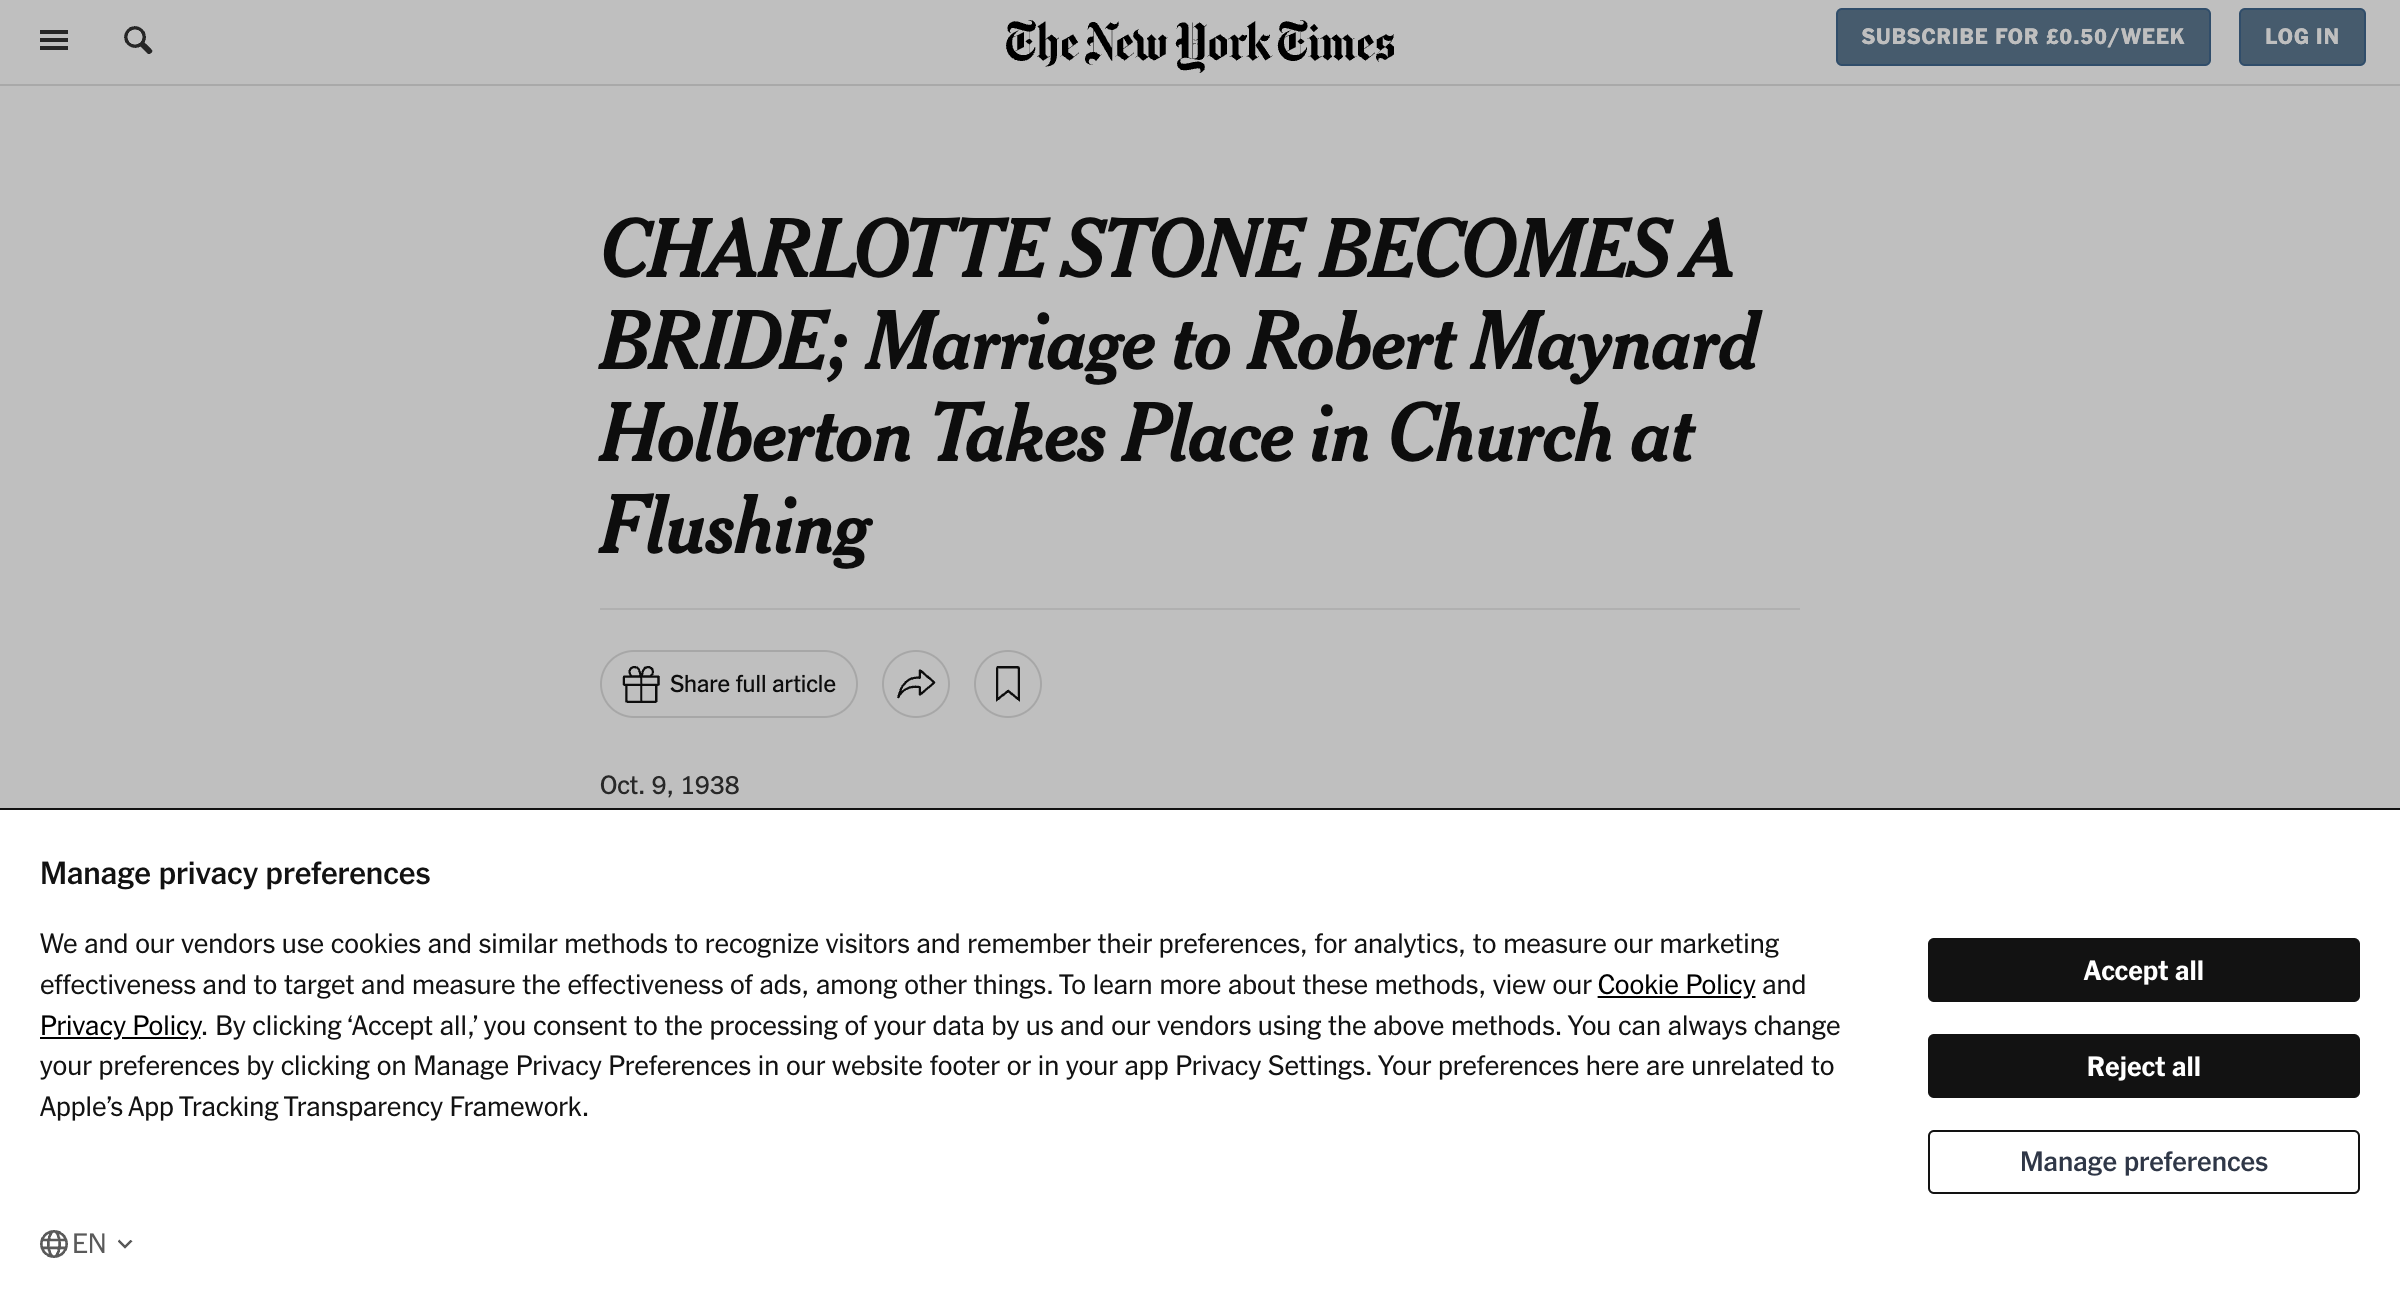 The New York Times
SUBSCRIBE FOR £0.50/WEEK
LOG IN
CHARLOTTE STONE BECOMES A
BRIDE; Marriage to Robert Maynard
Holberton Takes Place in Church at
Flushing
Share full article
Oct. 9, 1938
Manage privacy preferences
We and our vendors use cookies and similar methods to recognize visitors and remember their preferences, for analytics, to measure our marketing
effectiveness and to target and measure the effectiveness of ads, among other things. To learn more about these methods, view our Cookie Policy and
Privacy Policy. By clicking ‘Accept all,’ you consent to the processing of your data by us and our vendors using the above methods. You can always change
your preferences by clicking on Manage Privacy Preferences in our website footer or in your app Privacy Settings. Your preferences here are unrelated to
Apple’s App Tracking Transparency Framework.
Accept all
Reject all
Manage preferences
EN